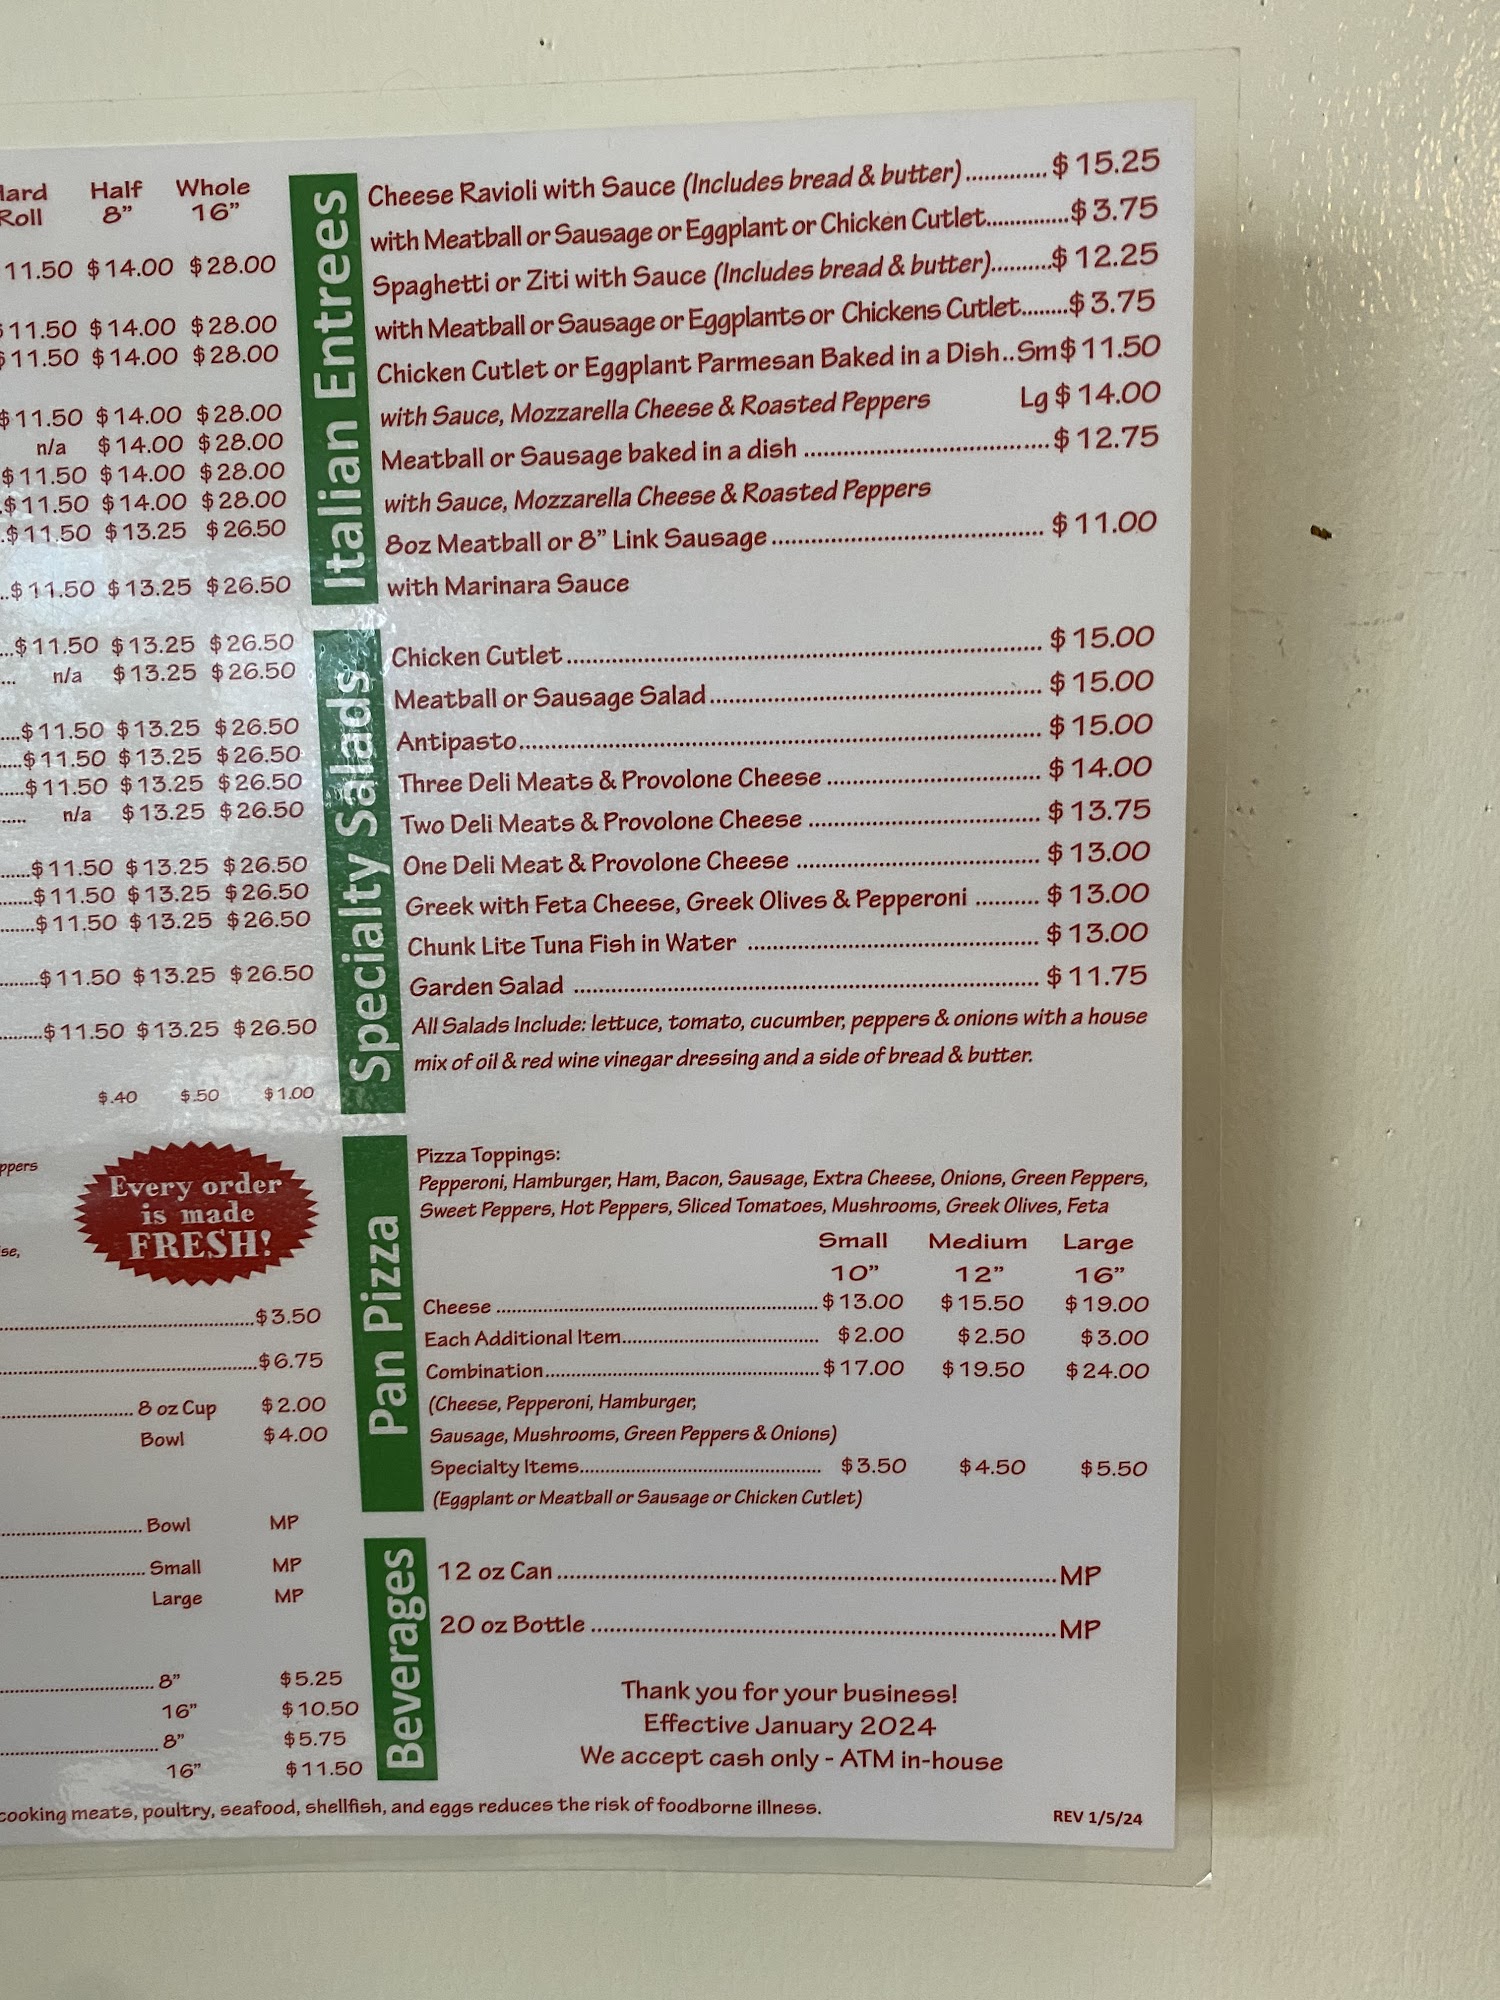 Hard Half Whole
Roll 8" 16"
11.50 $14.00 $28.00
$11.50 $14.00 $28.00
$11.50 $14.00 $28.00
$11.50 $14.00 $28.00
n/a $14.00 $28.00
$11.50 $14.00 $28.00
.$11.50 $14.00 $28.00
.$11.50 $13.25 $26.50
..$11.50 $13.25 $26.50
...$11.50 $13.25 $26.50
... n/a $13.25 $26.50
....$11.50 $13.25 $26.50
.....$11.50 $13.25 $26.50
.....$11.50 $13.25 $26.50
..... n/a $13.25 $26.50
.......$11.50 $13.25 $26.50
.......$11.50 $13.25 $26.50
.......$11.50 $13.25 $26.50
........$11.50 $13.25 $26.50
.........$11.50 $13.25 $26.50
$.40 $.50 $1.00
ppers
Every order
is made
FRESH!
se,
$3.50
$6.75
8 oz Cup $2.00
Bowl $4.00
Bowl MP
Small MP
Large MP
8" $5.25
16" $10.50
8" $5.75
16" $11.50
Italian Entrees
Cheese Ravioli with Sauce (Includes bread & butter).............$15.25
with Meatball or Sausage or Eggplant or Chicken Cutlet.............$3.75
Spaghetti or Ziti with Sauce (Includes bread & butter)..........$12.25
with Meatball or Sausage or Eggplants or Chickens Cutlet........$3.75
Chicken Cutlet or Eggplant Parmesan Baked in a Dish..Sm$11.50
with Sauce, Mozzarella Cheese & Roasted Peppers Lg $14.00
Meatball or Sausage baked in a dish ........................................$12.75
with Sauce, Mozzarella Cheese & Roasted Peppers
8oz Meatball or 8" Link Sausage ............................................$11.00
with Marinara Sauce
Specialty Salads
Chicken Cutlet........................................................................$15.00
Meatball or Sausage Salad.....................................................$15.00
Antipasto..............................................................................$15.00
Three Deli Meats & Provolone Cheese ..................................$14.00
Two Deli Meats & Provolone Cheese .....................................$13.75
One Deli Meat & Provolone Cheese .......................................$13.00
Greek with Feta Cheese, Greek Olives & Pepperoni ..........$13.00
Chunk Lite Tuna Fish in Water ..............................................$13.00
Garden Salad .........................................................................$11.75
All Salads Include: lettuce, tomato, cucumber, peppers & onions with a house
mix of oil & red wine vinegar dressing and a side of bread & butter.
Pan Pizza
Pizza Toppings:
Pepperoni, Hamburger, Ham, Bacon, Sausage, Extra Cheese, Onions, Green Peppers,
Sweet Peppers, Hot Peppers, Sliced Tomatoes, Mushrooms, Greek Olives, Feta
Small Medium Large
10" 12" 16"
Cheese ..............................................................$13.00 $15.50 $19.00
Each Additional Item...................................... $2.00 $2.50 $3.00
Combination.....................................................$17.00 $19.50 $24.00
(Cheese, Pepperoni, Hamburger,
Sausage, Mushrooms, Green Peppers & Onions)
Specialty Items.............................................. $3.50 $4.50 $5.50
(Eggplant or Meatball or Sausage or Chicken Cutlet)
Beverages
12 oz Can..............................................................................MP
20 oz Bottle .........................................................................MP
Thank you for your business!
Effective January 2024
We accept cash only - ATM in-house
cooking meats, poultry, seafood, shellfish, and eggs reduces the risk of foodborne illness.
REV 1/5/24